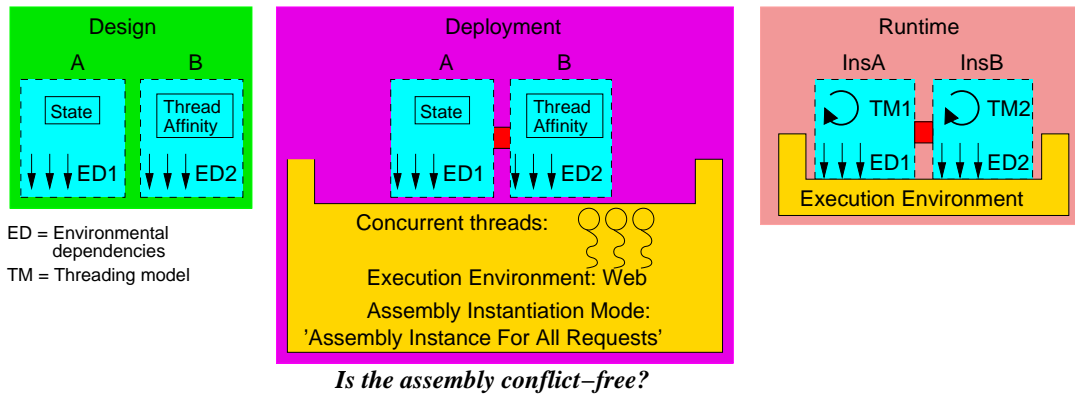 Design
A B
State
Thread
Affinity
ED1 ED2
ED = Environmental
dependencies
TM = Threading model
Deployment
A B
State
Thread
Affinity
ED1 ED2
Concurrent threads:
Execution Environment: Web
Assembly Instantiation Mode:
'Assembly Instance For All Requests'
Is the assembly conflict−free?
Runtime
InsA InsB
TM1 TM2
ED1 ED2
Execution Environment